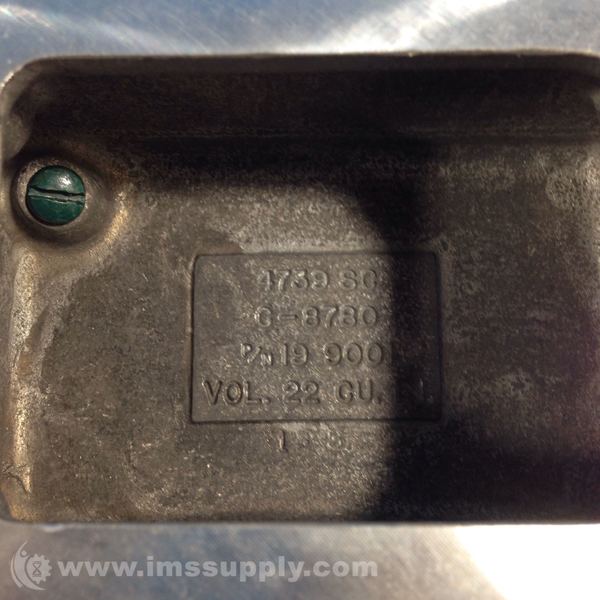 4739 SC
C-8780
P/N 19 900
VOL. 22 CU.
www.imssupply.com